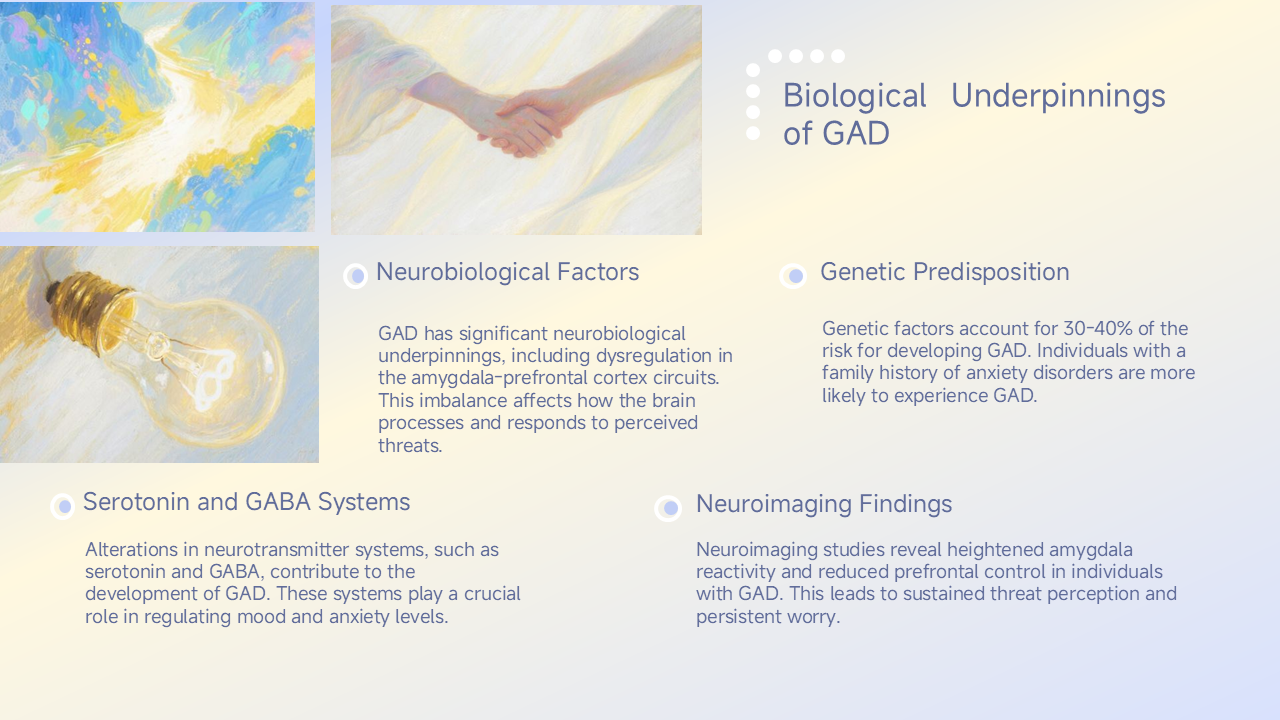 Biological Underpinnings
of GAD
Neurobiological Factors
GAD has significant neurobiological
underpinnings, including dysregulation in
the amygdala-prefrontal cortex circuits.
This imbalance affects how the brain
processes and responds to perceived
threats.
Genetic Predisposition
Genetic factors account for 30-40% of the
risk for developing GAD. Individuals with a
family history of anxiety disorders are more
likely to experience GAD.
Serotonin and GABA Systems
Alterations in neurotransmitter systems, such as
serotonin and GABA, contribute to the
development of GAD. These systems play a crucial
role in regulating mood and anxiety levels.
Neuroimaging Findings
Neuroimaging studies reveal heightened amygdala
reactivity and reduced prefrontal control in individuals
with GAD. This leads to sustained threat perception and
persistent worry.